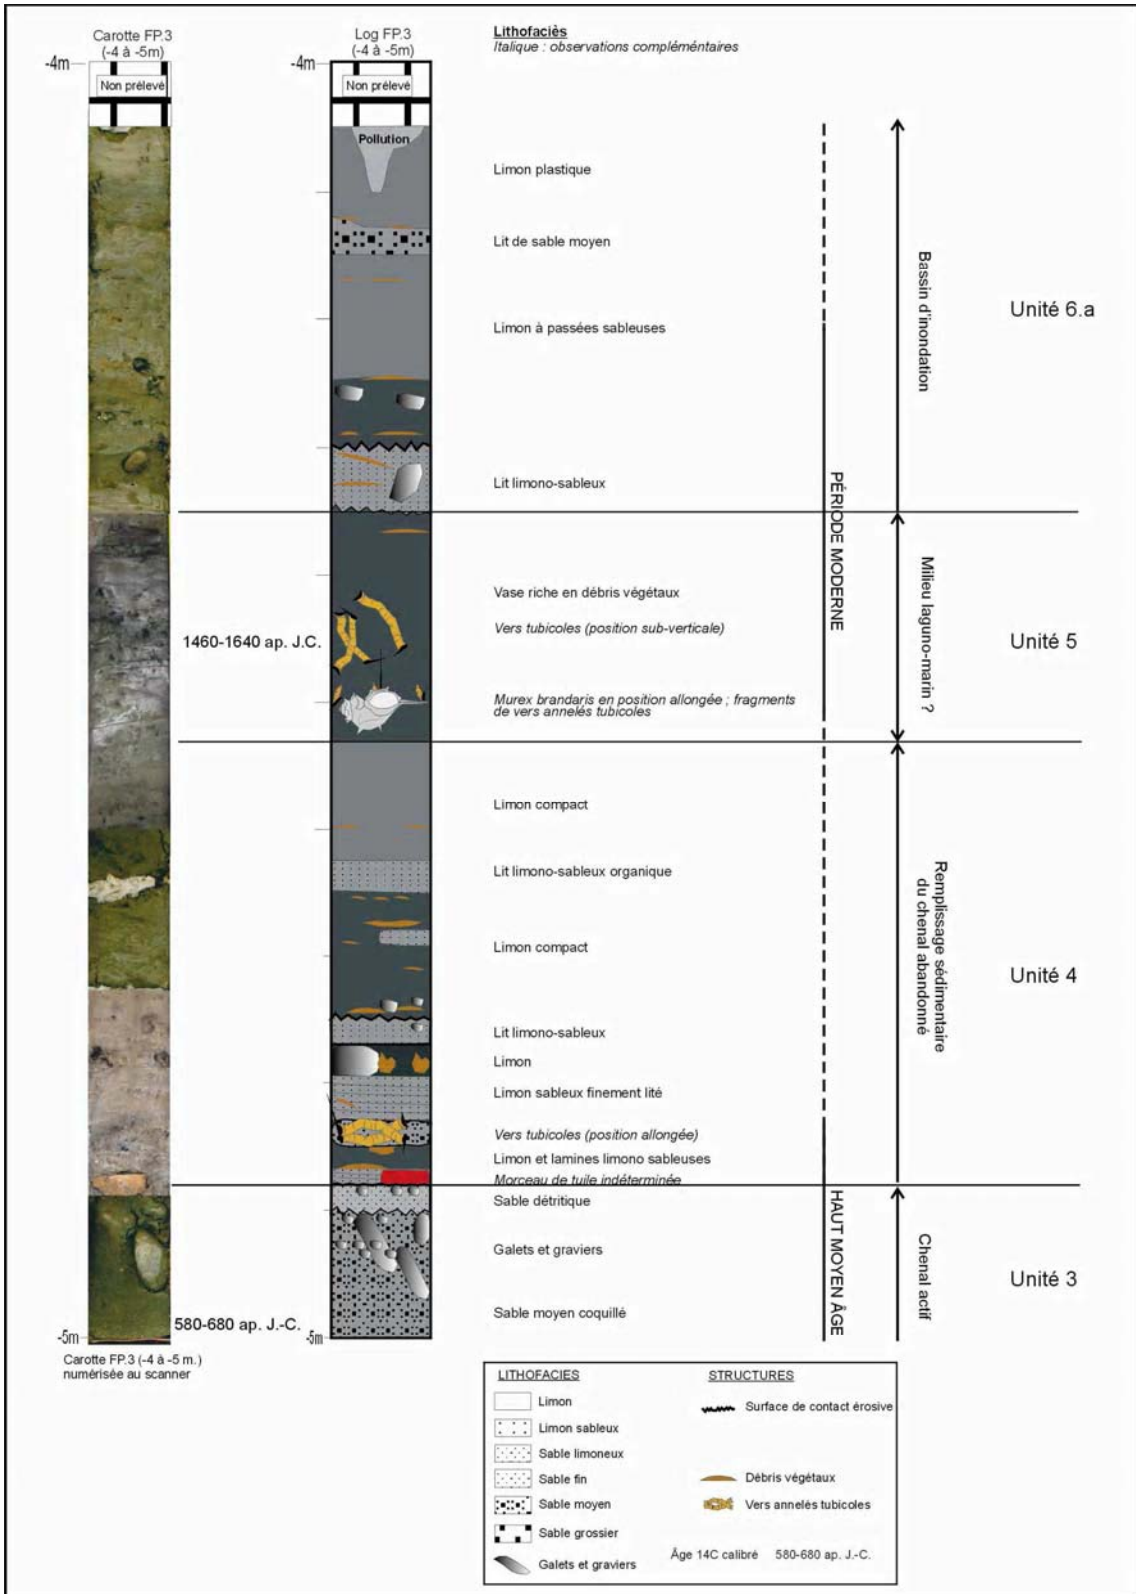 Carotte FP.3
(-4 à -5m)
Log FP.3
(-4 à -5m)
Lithofaciès
Italique : observations complémentaires
-4m
-4m
Non prélevé
Non prélevé
Pollution
Limon plastique
Lit de sable moyen
Limon à passées sableuses
Lit limono-sableux
Bassin d'inondation
Unité 6.a
PÉRIODE MODERNE
Vase riche en débris végétaux
Vers tubicoles (position sub-verticale)
1460-1640 ap. J.C.
Murex brandaris en position allongée ; fragments
de vers annelés tubicoles
Milieu laguno-marin ?
Unité 5
Limon compact
Lit limono-sableux organique
Limon compact
Lit limono-sableux
Limon
Limon sableux finement lité
Vers tubicoles (position allongée)
Limon et lamines limono sableuses
Morceau de tuile indéterminée
Remplissage sédimentaire
du chenal abandonné
Unité 4
Sable détritique
Galets et graviers
Sable moyen coquillé
HAUT MOYEN ÂGE
Chenal actif
Unité 3
580-680 ap. J.-C.
-5m
-5m
Carotte FP.3 (-4 à -5 m.)
numérisée au scanner
LITHOFACIES
Limon
Limon sableux
Sable limoneux
Sable fin
Sable moyen
Sable grossier
Galets et graviers
STRUCTURES
Surface de contact érosive
Débris végétaux
Vers annelés tubicoles
Âge 14C calibré 580-680 ap. J.-C.